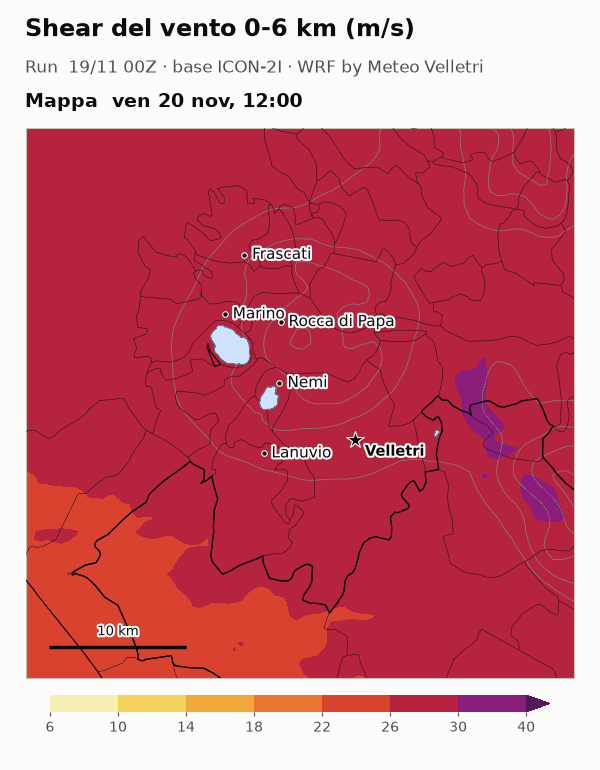 Shear del vento 0-6 km (m/s)
Run  19/11 00Z · base ICON-2I · WRF by Meteo Velletri
Mappa  ven 20 nov, 12:00
Frascati
Marino
Rocca di Papa
Nemi
Velletri
Lanuvio
10 km
6 10 14 18 22 26 30 40